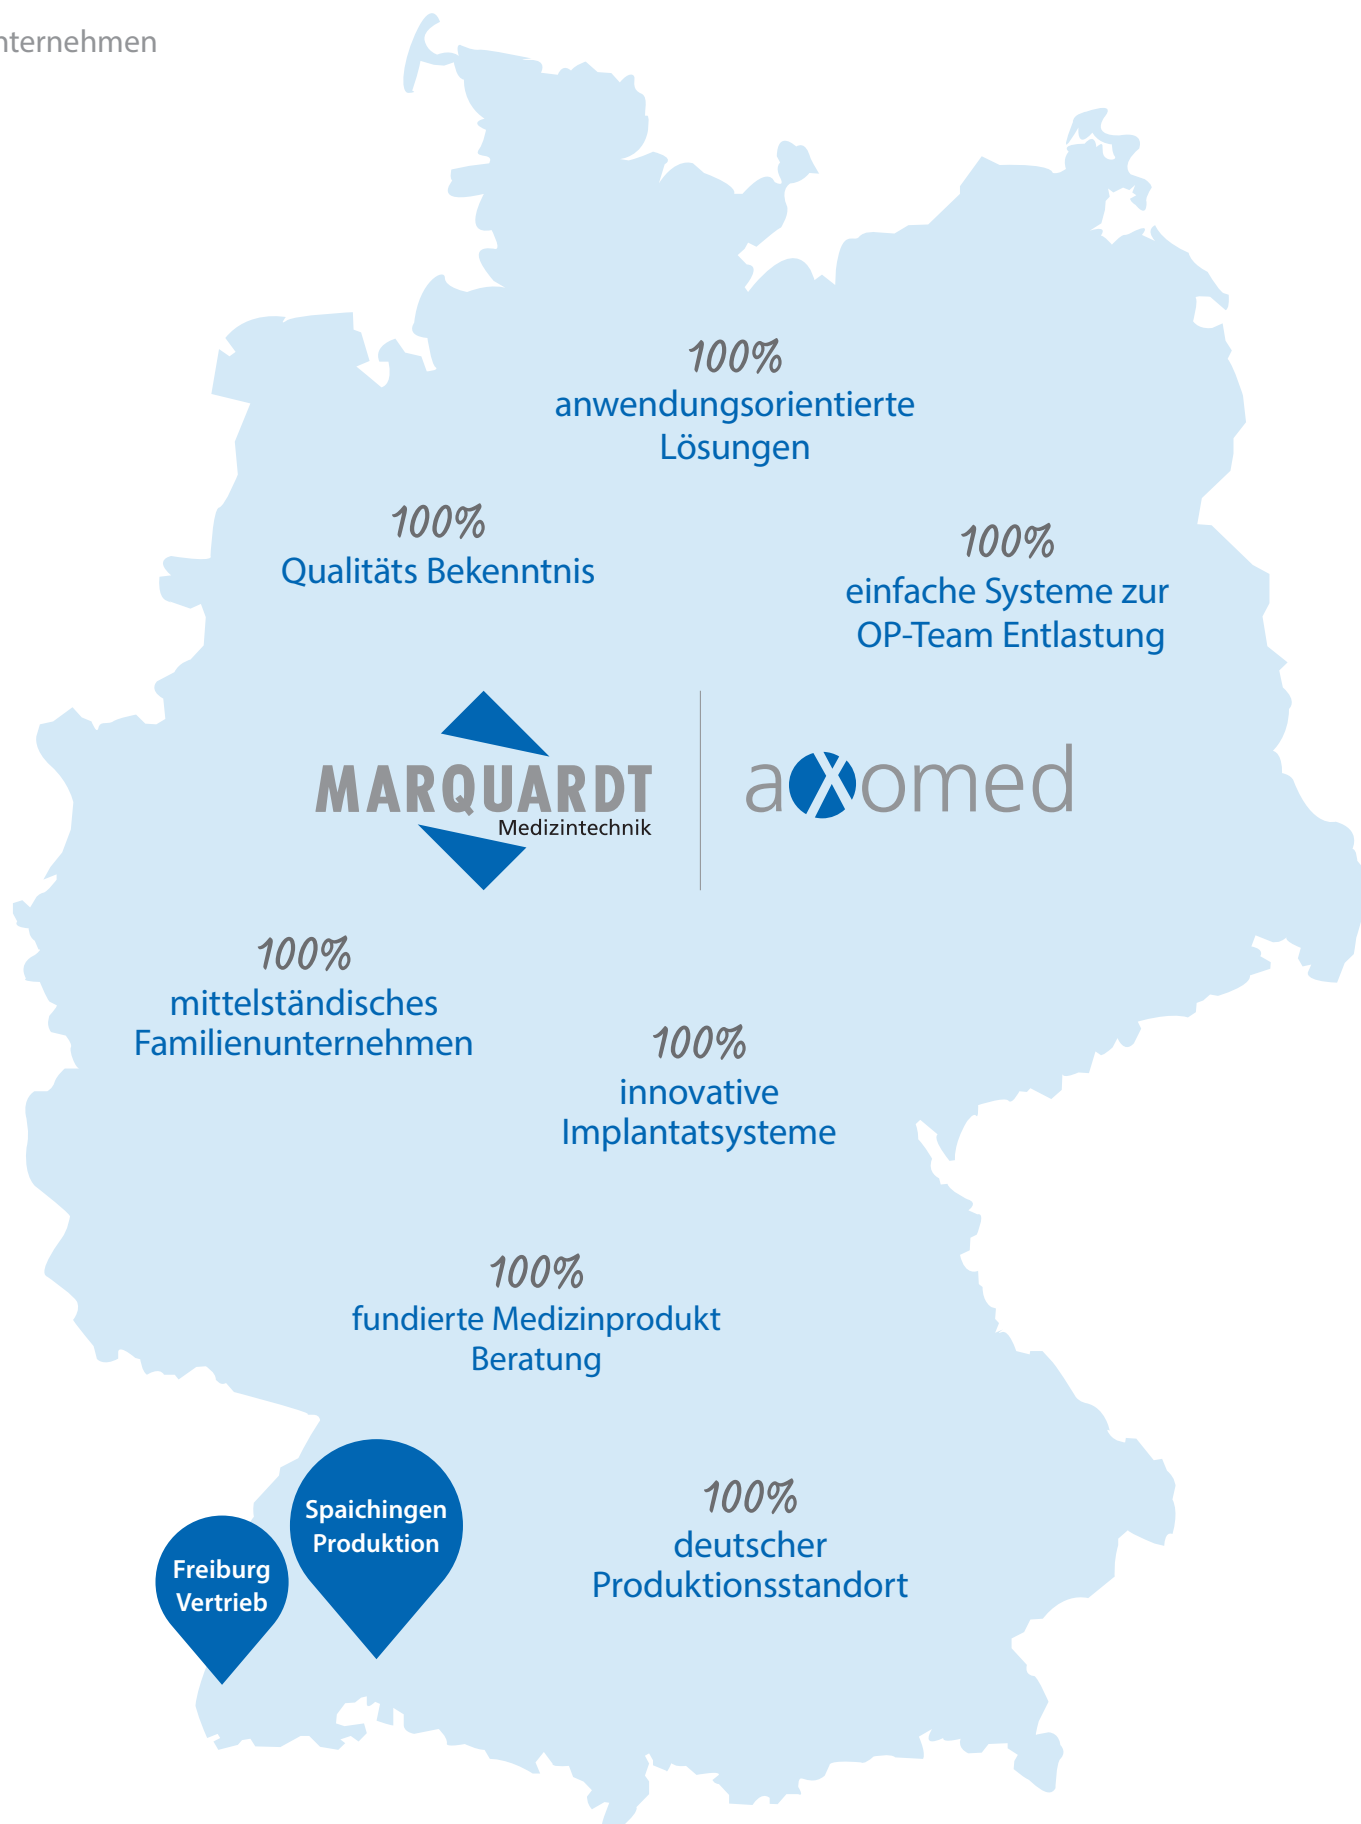 nternehmen
100%
anwendungsorientierte
Lösungen
100%
Qualitäts Bekenntnis
100%
einfache Systeme zur
OP-Team Entlastung
MARQUARDT
Medizintechnik
axomed
100%
mittelständisches
Familienunternehmen
100%
innovative
Implantatsysteme
100%
fundierte Medizinprodukt
Beratung
Spaichingen
Produktion
Freiburg
Vertrieb
100%
deutscher
Produktionsstandort